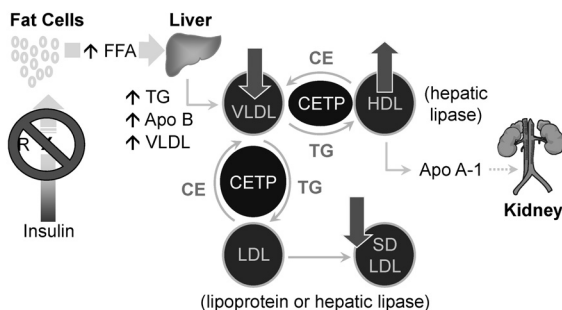 Fat Cells
Liver
↑ FFA
CE
↑ TG
↑ Apo B
↑ VLDL
VLDL
CETP
HDL
(hepatic
lipase)
R
TG
CE
CETP
TG
Apo A-1
Kidney
Insulin
LDL
SD
LDL
(lipoprotein or hepatic lipase)